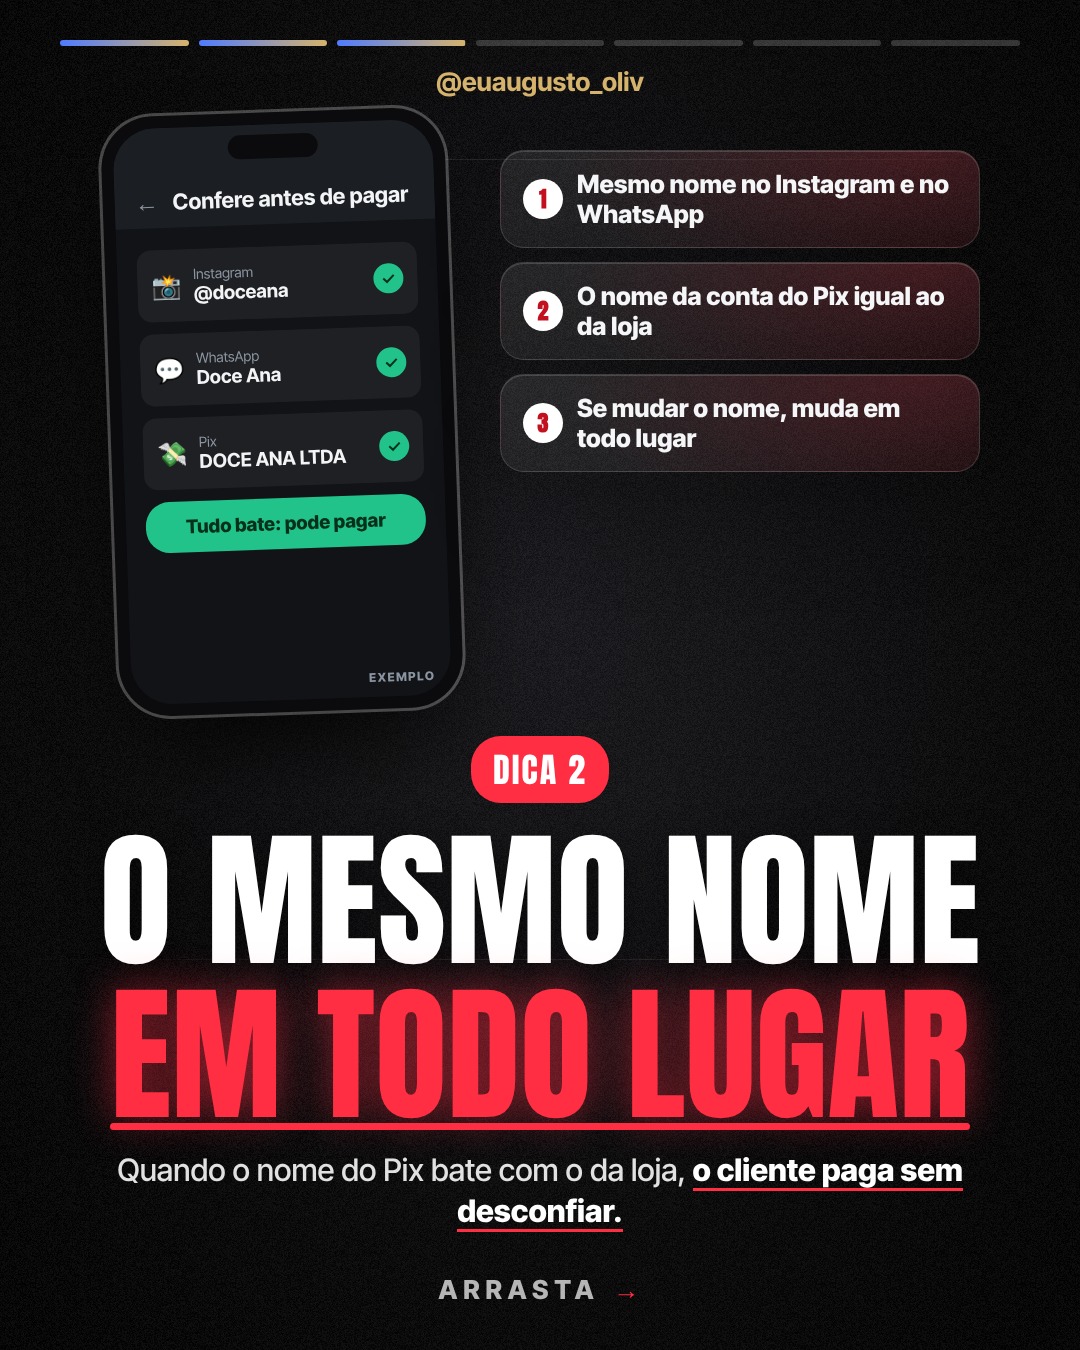 @euaugusto_oliv
← Confere antes de pagar
Instagram
@doceana
WhatsApp
Doce Ana
Pix
DOCE ANA LTDA
Tudo bate: pode pagar
EXEMPLO
1 Mesmo nome no Instagram e no
WhatsApp
2 O nome da conta do Pix igual ao
da loja
3 Se mudar o nome, muda em
todo lugar
DICA 2
O MESMO NOME
EM TODO LUGAR
Quando o nome do Pix bate com o da loja, o cliente paga sem
desconfiar.
ARRASTA →